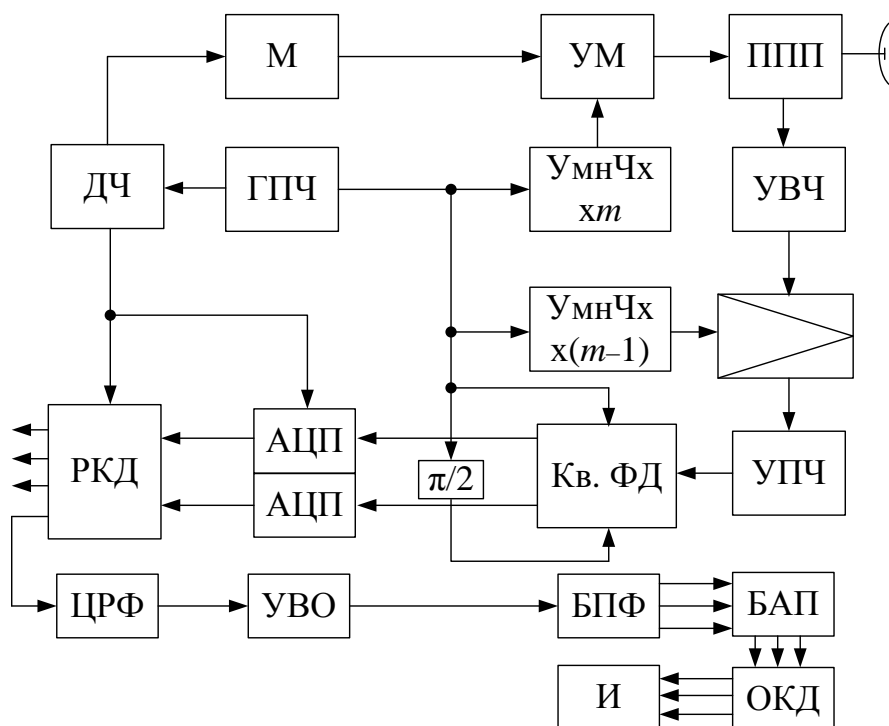 М
УМ
ППП
ДЧ
ГПЧ
УмнЧх
хm
УВЧ
УмнЧх
х(m–1)
РКД
АЦП
АЦП
π/2
Кв. ФД
УПЧ
ЦРФ
УВО
БПФ
БАП
И
ОКД